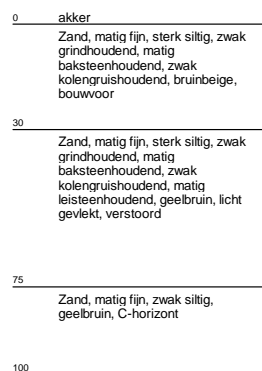 0 akker
Zand, matig fijn, sterk siltig, zwak
grindhoudend, matig
baksteenhoudend, zwak
kolengruishoudend, bruinbeige,
bouwvoor
30
Zand, matig fijn, sterk siltig, zwak
grindhoudend, matig
baksteenhoudend, zwak
kolengruishoudend, matig
leisteenhoudend, geelbruin, licht
gevlekt, verstoord
75
Zand, matig fijn, zwak siltig,
geelbruin, C-horizont
100